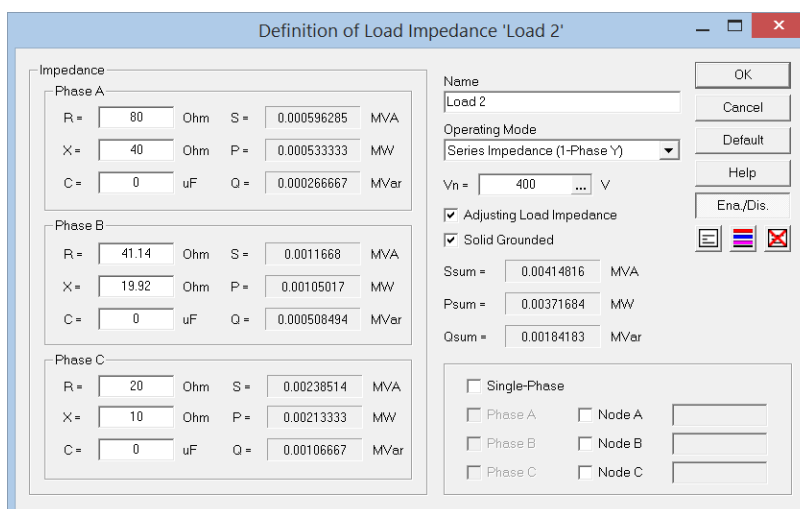 Definition of Load Impedance 'Load 2'
Impedance
Phase A
R = 80 Ohm S = 0.000596285 MVA
X = 40 Ohm P = 0.000533333 MW
C = 0 uF Q = 0.000266667 MVar
Phase B
R = 41.14 Ohm S = 0.0011668 MVA
X = 19.92 Ohm P = 0.00105017 MW
C = 0 uF Q = 0.000508494 MVar
Phase C
R = 20 Ohm S = 0.00238514 MVA
X = 10 Ohm P = 0.00213333 MW
C = 0 uF Q = 0.00106667 MVar
Name
Load 2
Operating Mode
Series Impedance (1-Phase Y)
Vn = 400 ... V
Adjusting Load Impedance
Solid Grounded
Ssum = 0.00414816 MVA
Psum = 0.00371684 MW
Qsum = 0.00184183 MVar
Single-Phase
Phase A Node A
Phase B Node B
Phase C Node C
OK
Cancel
Default
Help
Ena./Dis.